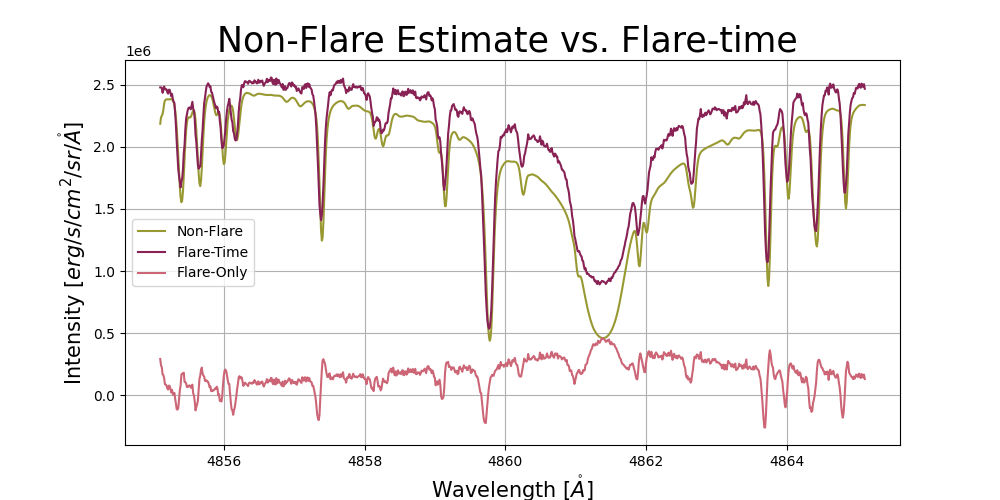 Non-Flare Estimate vs. Flare-time
1e6
Intensity [erg/s/cm²/sr/Å]
2.5
2.0
1.5
1.0
0.5
0.0
Non-Flare
Flare-Time
Flare-Only
4856 4858 4860 4862 4864
Wavelength [Å]